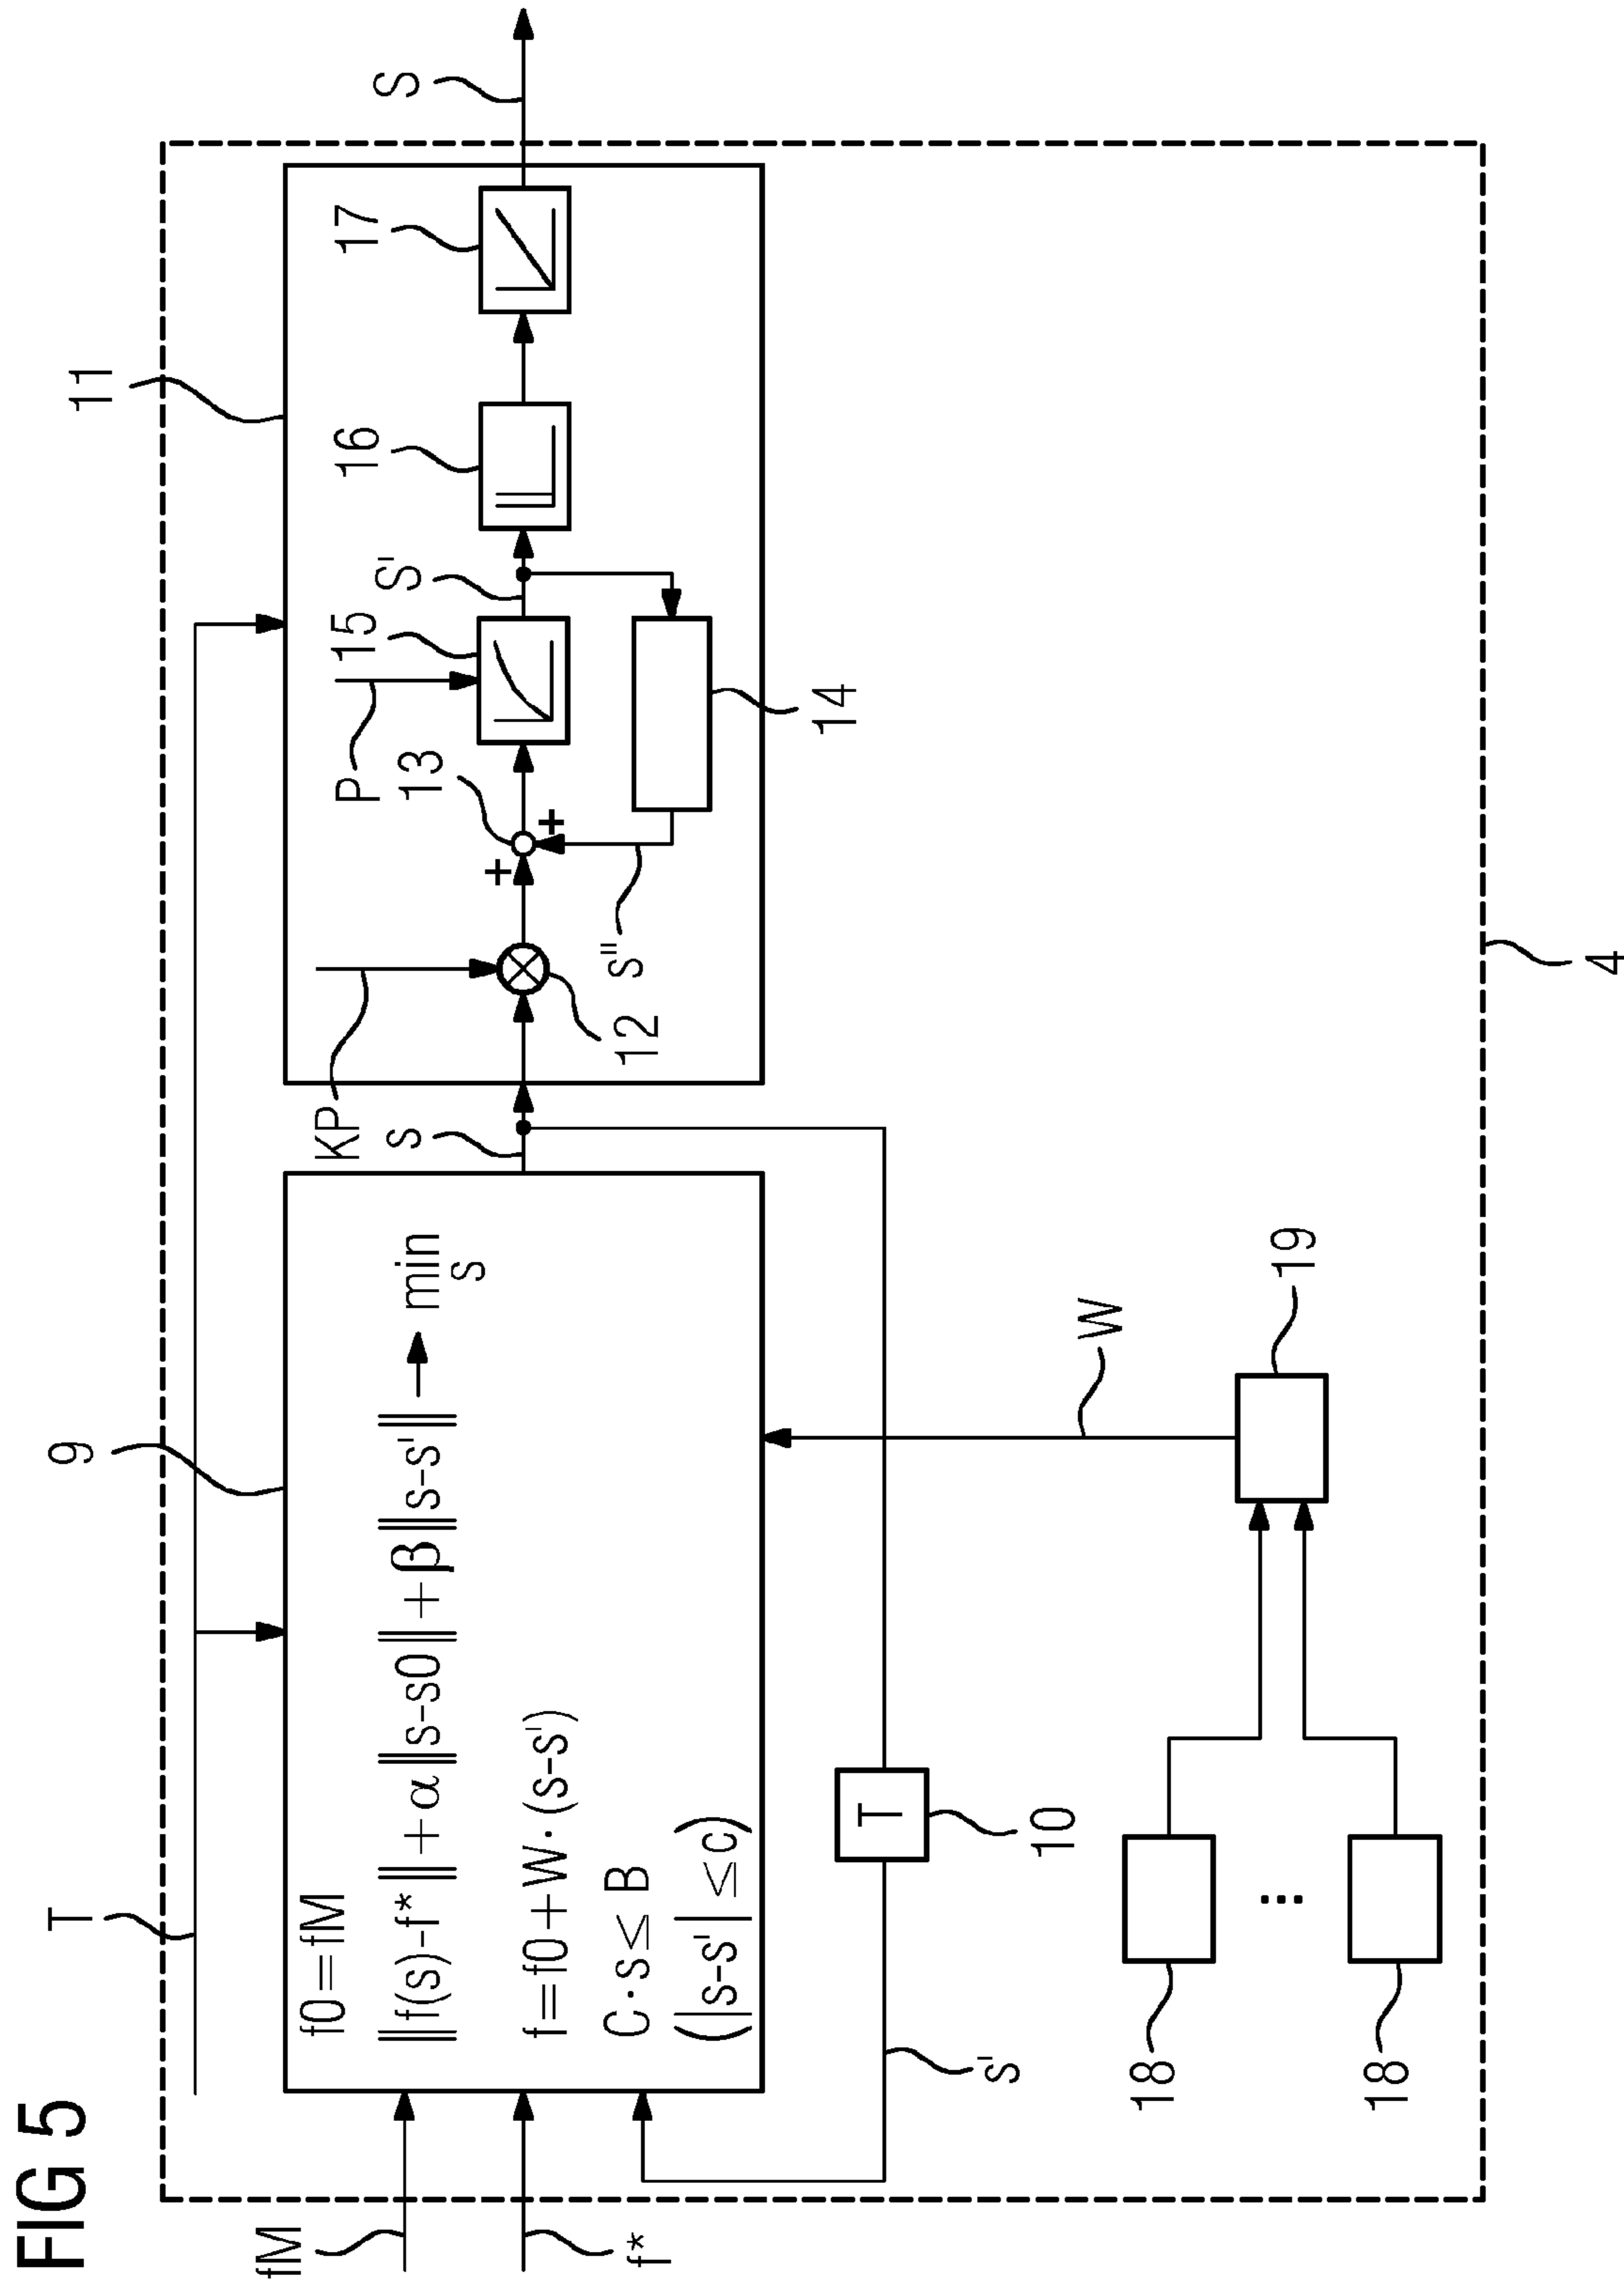 FIG 5
T
9
11
S
fM
f*
f0=fM
‖f(s)-f*‖+α‖s-s0‖+β‖s-s'‖→min
s
f=f0+W·(s-s')
C·s≤B
(|s-s'|≤c)
s
KP
12
13
P
15
S'
16
17
s''
14
T
10
s'
W
19
18
...
18
4
+
+